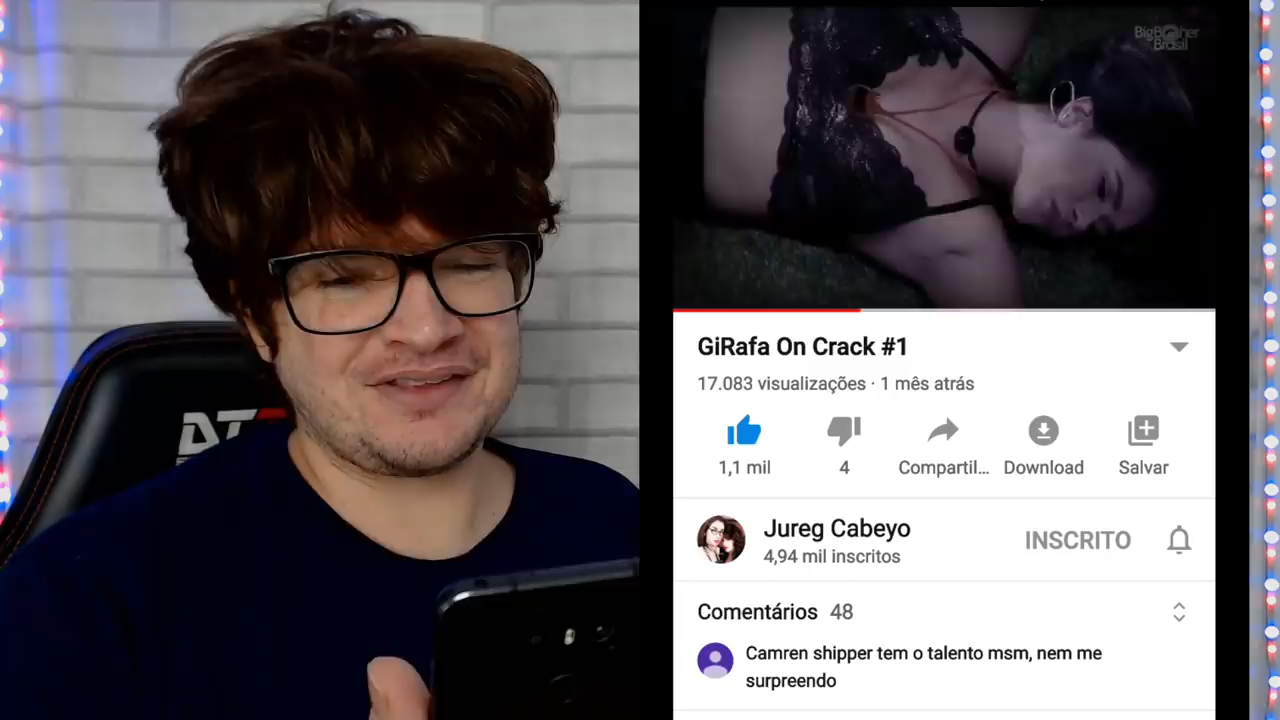 Big Brother
Brasil
GiRafa On Crack #1
17.083 visualizações · 1 mês atrás
1,1 mil
4
Compartil...
Download
Salvar
Jureg Cabeyo
4,94 mil inscritos
INSCRITO
Comentários 48
Camren shipper tem o talento msm, nem me
surpreendo